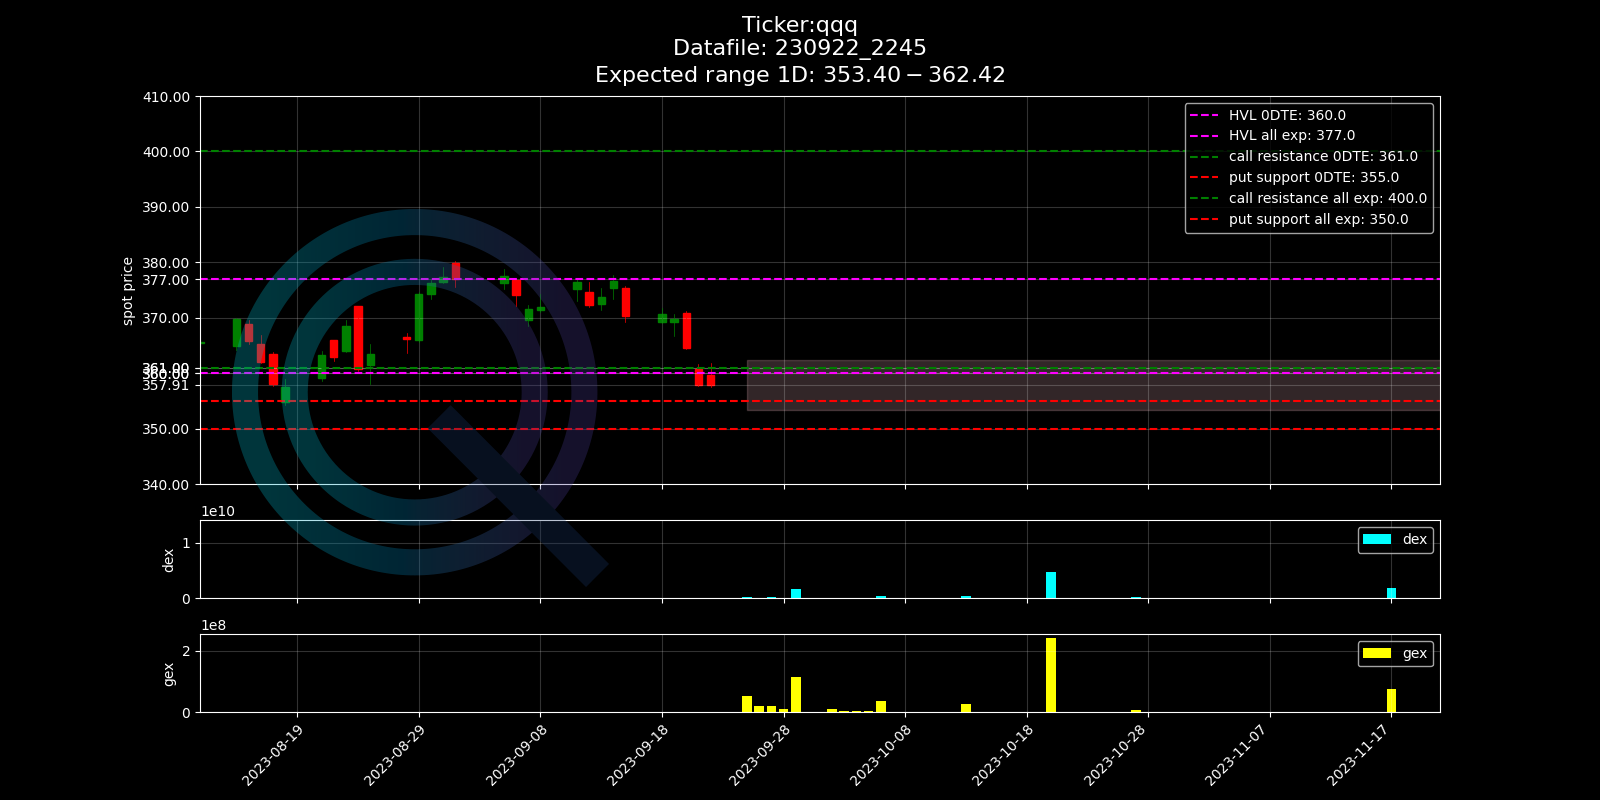 Ticker:qqq
Datafile: 230922_2245
Expected range 1D: 353.40 − 362.42
410.00
400.00
390.00
380.00
377.00
370.00
361.00
360.00
357.91
350.00
340.00
spot price
HVL 0DTE: 360.0
HVL all exp: 377.0
call resistance 0DTE: 361.0
put support 0DTE: 355.0
call resistance all exp: 400.0
put support all exp: 350.0
1e10
1
0
dex
dex
1e8
2
0
gex
gex
2023-08-19
2023-08-29
2023-09-08
2023-09-18
2023-09-28
2023-10-08
2023-10-18
2023-10-28
2023-11-07
2023-11-17